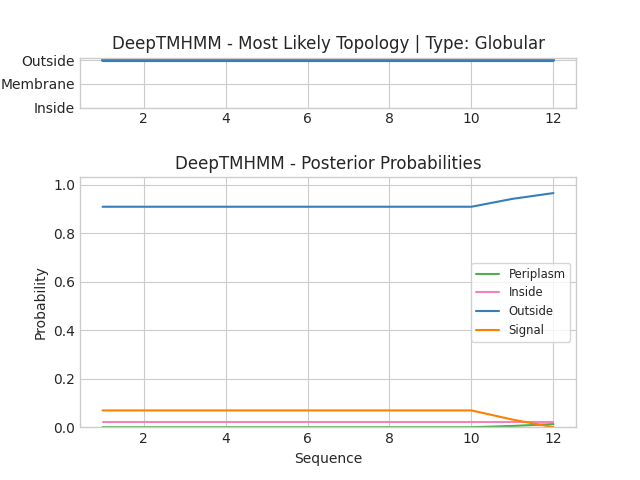 DeepTMHMM - Most Likely Topology | Type: Globular
Outside
Membrane
Inside
2 4 6 8 10 12
DeepTMHMM - Posterior Probabilities
1.0
0.8
0.6
0.4
0.2
0.0
Probability
Periplasm
Inside
Outside
Signal
2 4 6 8 10 12
Sequence